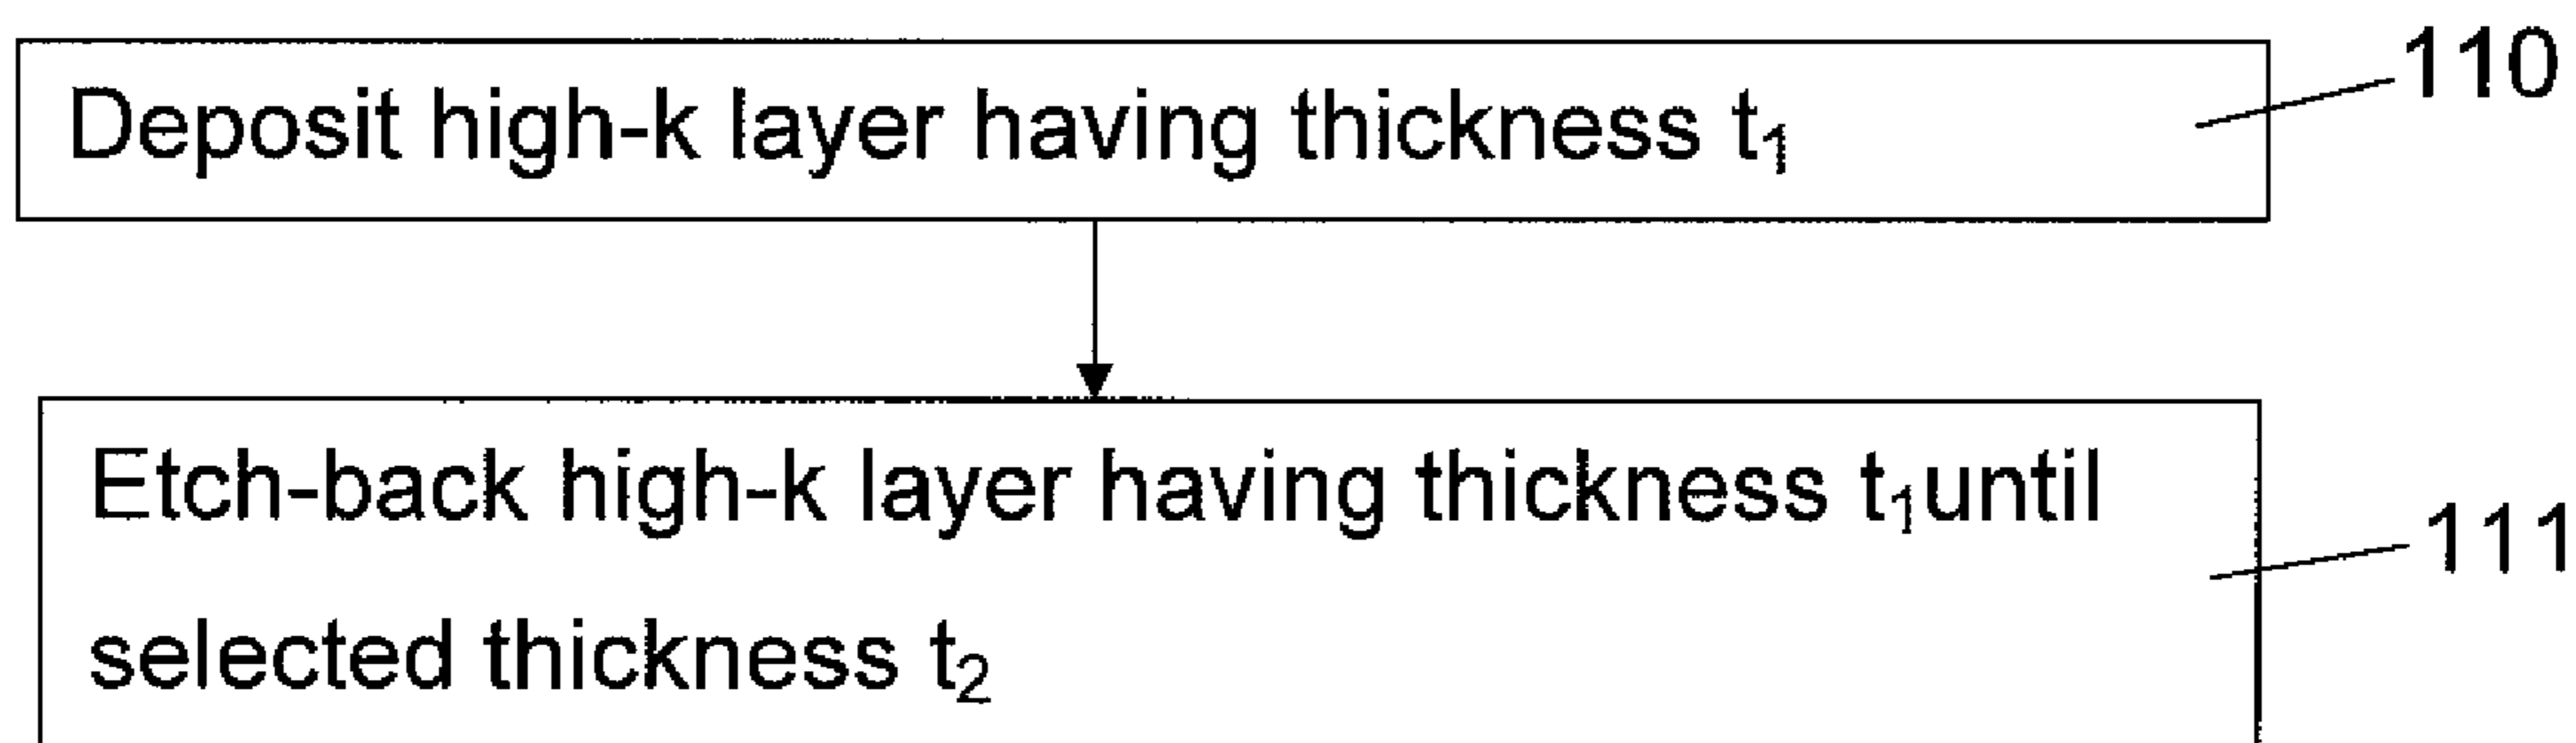 Deposit high-k layer having thickness t₁
110
Etch-back high-k layer having thickness t₁until
selected thickness t₂
111